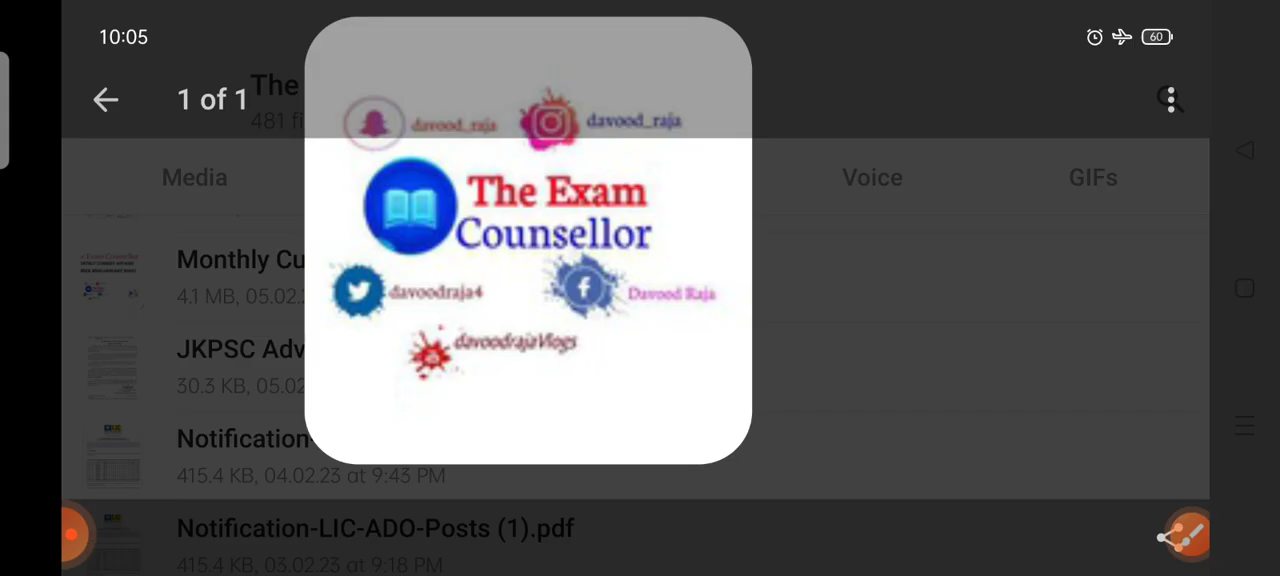 10:05
60
1 of 1
The
481 fi
davood_raja
davood_raja
The Exam
Counsellor
davoodraja4
Davood Raja
davoodrajaVlogs
Media
Voice
GIFs
Monthly Cu
4.1 MB, 05.02.
JKPSC Adv
30.3 KB, 05.02
Notification-
415.4 KB, 04.02.23 at 9:43 PM
Notification-LIC-ADO-Posts (1).pdf
415.4 KB, 03.02.23 at 9:18 PM